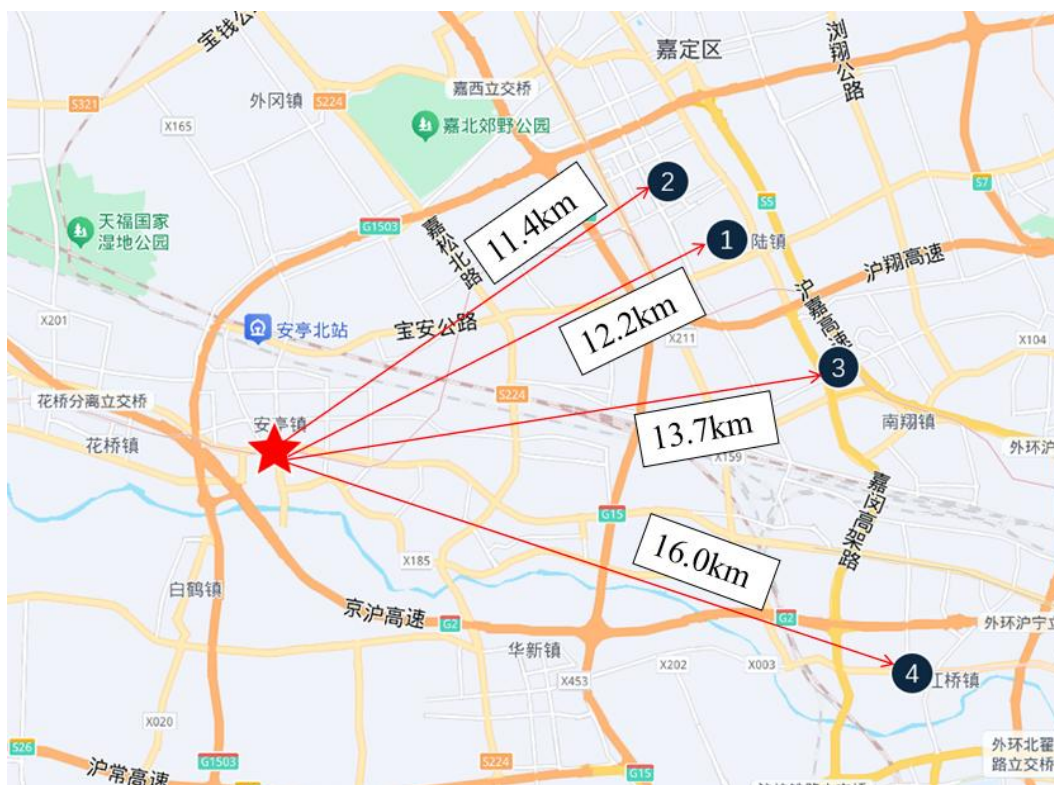 宝钱公
嘉定区
浏翔公路
外冈镇
S224
嘉西立交桥
S321
X165
嘉北郊野公园
2
S7
S5
11.4km
天福国家
湿地公园
G1503
嘉松北路
1
陆镇
沪翔高速
12.2km
X201
安亭北站
宝安公路
沪嘉高速
X211
X104
3
S224
花桥分离立交桥
安亭镇
13.7km
南翔镇
花桥镇
外环沪
X159
嘉闵高架路
G15
16.0km
X185
白鹤镇
京沪高速
G2
G2
外环沪宁立
华新镇
X202
X003
4
江桥镇
X453
X020
S26
沪常高速
G1503
S224
G15
外环北翟
路立交桥